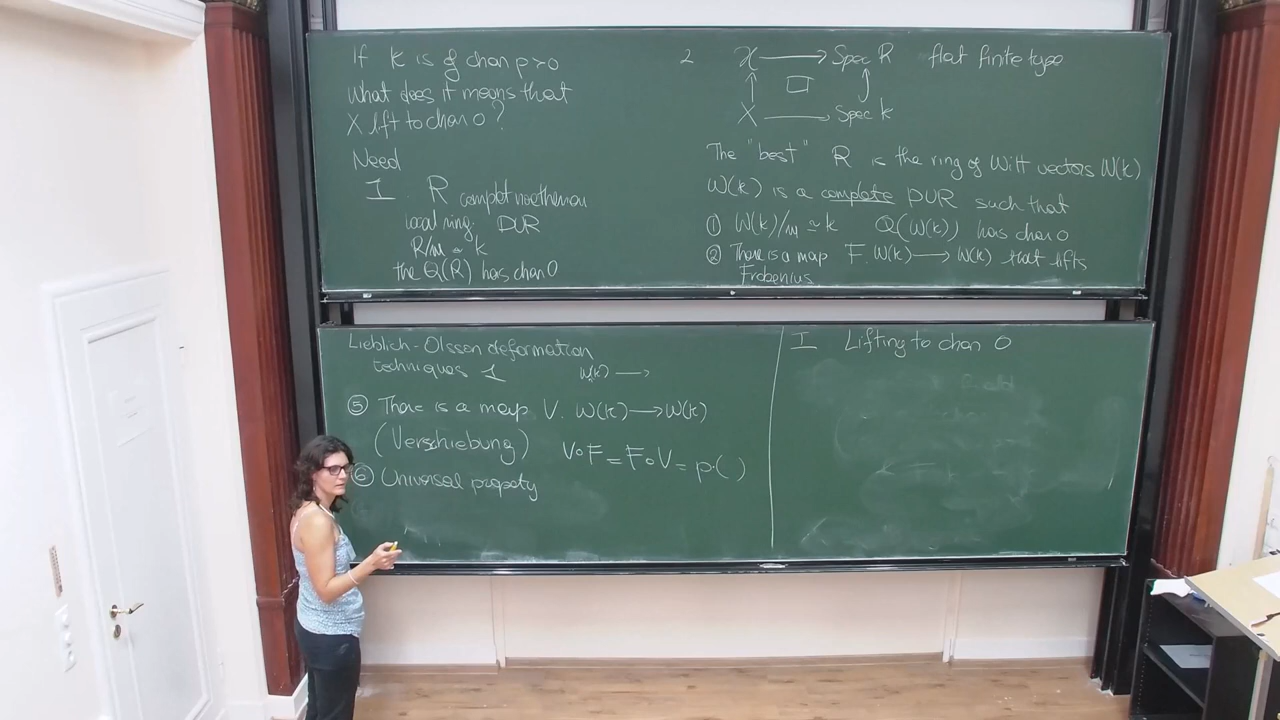 If k is of char p>0
what does it means that
X lift to char 0?
Need
1. R complet noetherian
local ring. DVR
R/m ≃ k
the Q(R) has char 0
2 𝒳 → Spec R flat finite type
X → Spec k
The "best" R is the ring of Witt vectors W(k)
W(k) is a complete DVR such that
① W(k)/m ≃ k Q(W(k)) has char 0
② There is a map F. W(k) → W(k) that lifts
Frobenius
Lieblich-Olsson deformation
techniques 1 W(k) →
⑤ There is a map V. W(k) → W(k)
(Verschiebung) V∘F = F∘V = p·( )
⑥ Universal property
I Lifting to char 0